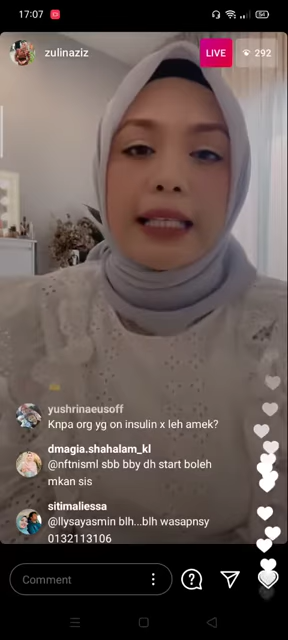 17:07
54
zulinaziz
LIVE
292
yushrinaeusoff
Knpa org yg on insulin x leh amek?
dmagia.shahalam_kl
@nftnisml sbb bby dh start boleh
mkan sis
sitimaliessa
@llysayasmin blh...blh wasapnsy
0132113106
Comment